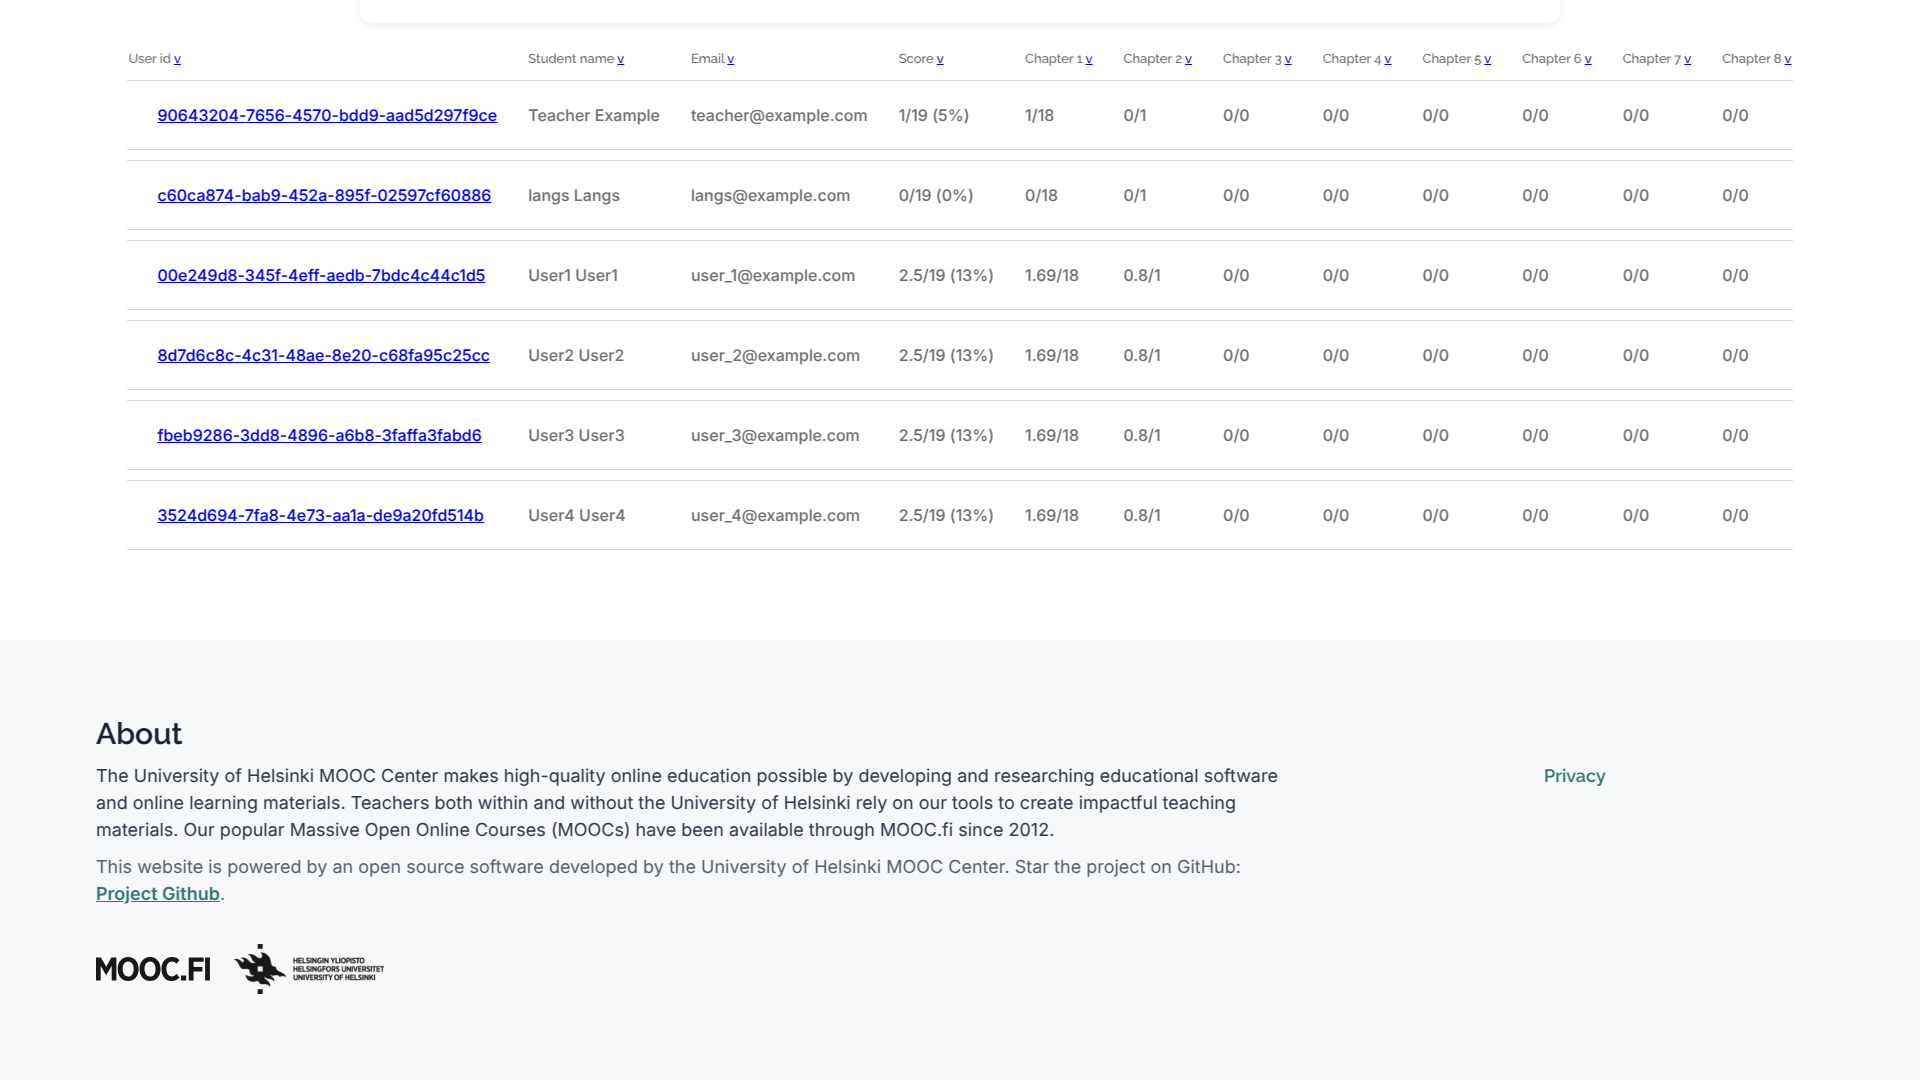 User id v Student name v Email v Score v Chapter 1 v Chapter 2 v Chapter 3 v Chapter 4 v Chapter 5 v Chapter 6 v Chapter 7 v Chapter 8 v
90643204-7656-4570-bdd9-aad5d297f9ce Teacher Example teacher@example.com 1/19 (5%) 1/18 0/1 0/0 0/0 0/0 0/0 0/0 0/0
c60ca874-bab9-452a-895f-02597cf60886 langs Langs langs@example.com 0/19 (0%) 0/18 0/1 0/0 0/0 0/0 0/0 0/0 0/0
00e249d8-345f-4eff-aedb-7bdc4c44c1d5 User1 User1 user_1@example.com 2.5/19 (13%) 1.69/18 0.8/1 0/0 0/0 0/0 0/0 0/0 0/0
8d7d6c8c-4c31-48ae-8e20-c68fa95c25cc User2 User2 user_2@example.com 2.5/19 (13%) 1.69/18 0.8/1 0/0 0/0 0/0 0/0 0/0 0/0
fbeb9286-3dd8-4896-a6b8-3faffa3fabd6 User3 User3 user_3@example.com 2.5/19 (13%) 1.69/18 0.8/1 0/0 0/0 0/0 0/0 0/0 0/0
3524d694-7fa8-4e73-aa1a-de9a20fd514b User4 User4 user_4@example.com 2.5/19 (13%) 1.69/18 0.8/1 0/0 0/0 0/0 0/0 0/0 0/0
About
The University of Helsinki MOOC Center makes high-quality online education possible by developing and researching educational software
and online learning materials. Teachers both within and without the University of Helsinki rely on our tools to create impactful teaching
materials. Our popular Massive Open Online Courses (MOOCs) have been available through MOOC.fi since 2012.
This website is powered by an open source software developed by the University of Helsinki MOOC Center. Star the project on GitHub:
Project Github.
Privacy
MOOC.FI
HELSINGIN YLIOPISTO
HELSINGFORS UNIVERSITET
UNIVERSITY OF HELSINKI